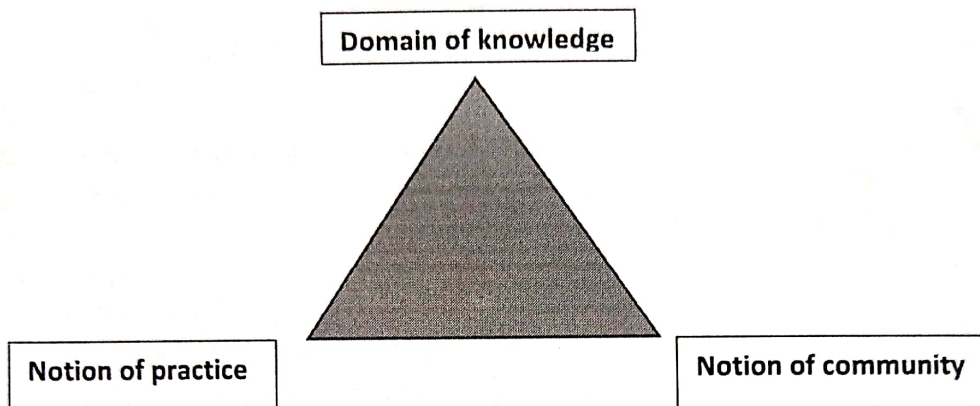 Domain of knowledge
Notion of practice
Notion of community